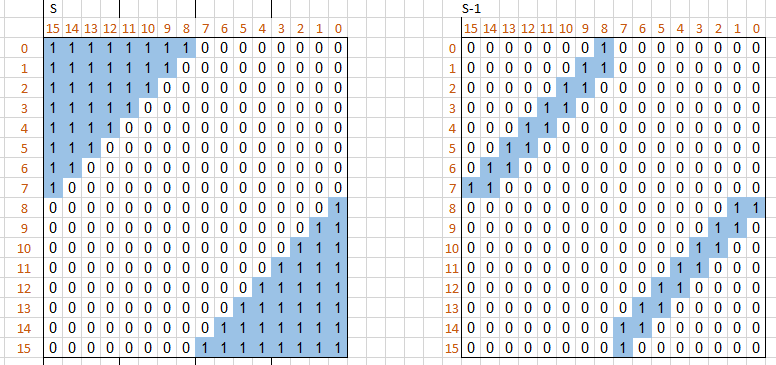 S
15 14 13 12 11 10 9 8 7 6 5 4 3 2 1 0
0 1 1 1 1 1 1 1 1 0 0 0 0 0 0 0 0
1 1 1 1 1 1 1 1 0 0 0 0 0 0 0 0 0
2 1 1 1 1 1 1 0 0 0 0 0 0 0 0 0 0
3 1 1 1 1 1 0 0 0 0 0 0 0 0 0 0 0
4 1 1 1 1 0 0 0 0 0 0 0 0 0 0 0 0
5 1 1 1 0 0 0 0 0 0 0 0 0 0 0 0 0
6 1 1 0 0 0 0 0 0 0 0 0 0 0 0 0 0
7 1 0 0 0 0 0 0 0 0 0 0 0 0 0 0 0
8 0 0 0 0 0 0 0 0 0 0 0 0 0 0 0 1
9 0 0 0 0 0 0 0 0 0 0 0 0 0 0 1 1
10 0 0 0 0 0 0 0 0 0 0 0 0 0 1 1 1
11 0 0 0 0 0 0 0 0 0 0 0 0 1 1 1 1
12 0 0 0 0 0 0 0 0 0 0 0 1 1 1 1 1
13 0 0 0 0 0 0 0 0 0 0 1 1 1 1 1 1
14 0 0 0 0 0 0 0 0 0 1 1 1 1 1 1 1
15 0 0 0 0 0 0 0 0 1 1 1 1 1 1 1 1
S-1
15 14 13 12 11 10 9 8 7 6 5 4 3 2 1 0
0 0 0 0 0 0 0 0 1 0 0 0 0 0 0 0 0
1 0 0 0 0 0 0 1 1 0 0 0 0 0 0 0 0
2 0 0 0 0 0 1 1 0 0 0 0 0 0 0 0 0
3 0 0 0 0 1 1 0 0 0 0 0 0 0 0 0 0
4 0 0 0 1 1 0 0 0 0 0 0 0 0 0 0 0
5 0 0 1 1 0 0 0 0 0 0 0 0 0 0 0 0
6 0 1 1 0 0 0 0 0 0 0 0 0 0 0 0 0
7 1 1 0 0 0 0 0 0 0 0 0 0 0 0 0 0
8 0 0 0 0 0 0 0 0 0 0 0 0 0 0 1 1
9 0 0 0 0 0 0 0 0 0 0 0 0 0 1 1 0
10 0 0 0 0 0 0 0 0 0 0 0 0 1 1 0 0
11 0 0 0 0 0 0 0 0 0 0 0 1 1 0 0 0
12 0 0 0 0 0 0 0 0 0 0 1 1 0 0 0 0
13 0 0 0 0 0 0 0 0 0 1 1 0 0 0 0 0
14 0 0 0 0 0 0 0 0 1 1 0 0 0 0 0 0
15 0 0 0 0 0 0 0 0 1 0 0 0 0 0 0 0